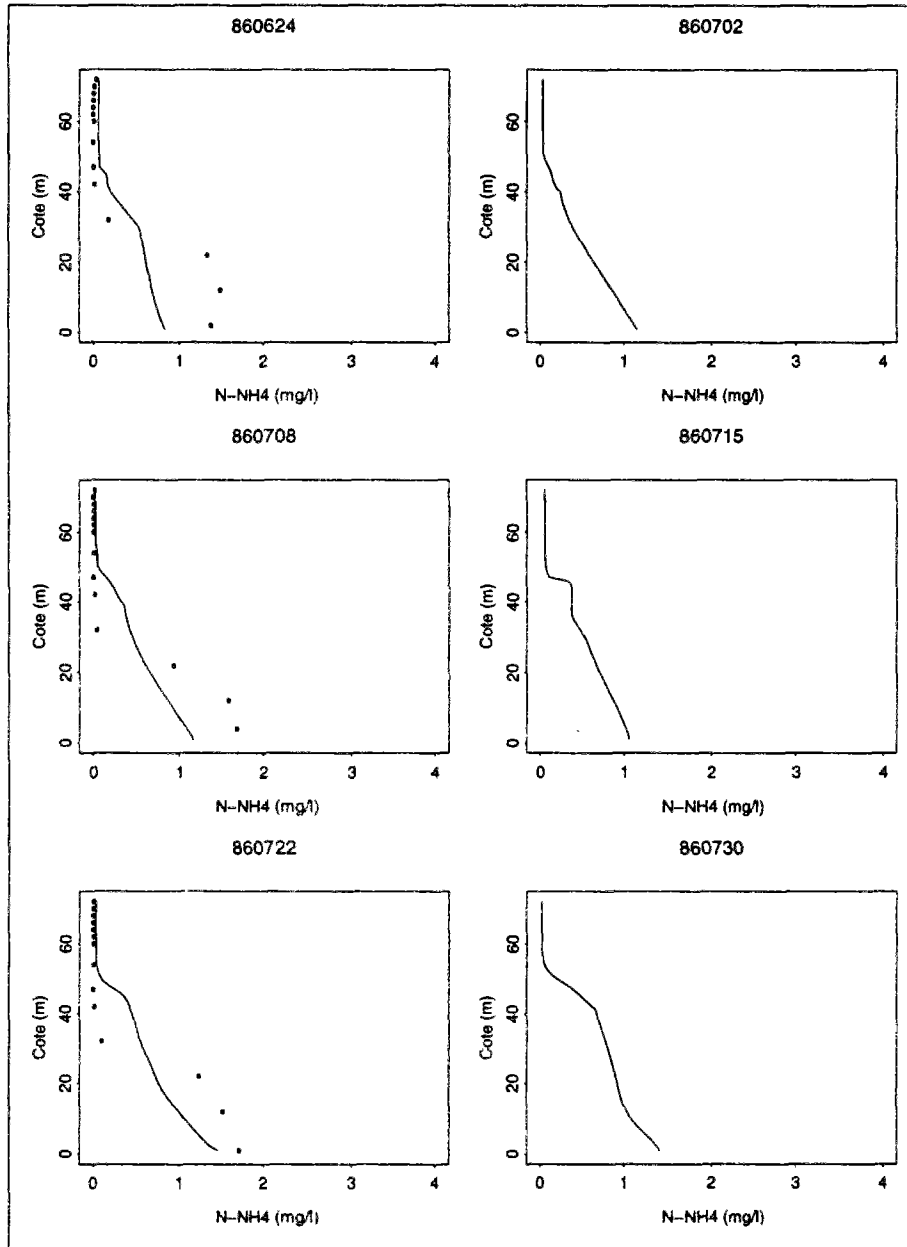 860624
860702
Cote (m)
60
40
20
0
0 1 2 3 4
N-NH4 (mg/l)
Cote (m)
60
40
20
0
0 1 2 3 4
N-NH4 (mg/l)
860708
860715
Cote (m)
60
40
20
0
0 1 2 3 4
N-NH4 (mg/l)
Cote (m)
60
40
20
0
0 1 2 3 4
N-NH4 (mg/l)
860722
860730
Cote (m)
60
40
20
0
0 1 2 3 4
N-NH4 (mg/l)
Cote (m)
60
40
20
0
0 1 2 3 4
N-NH4 (mg/l)